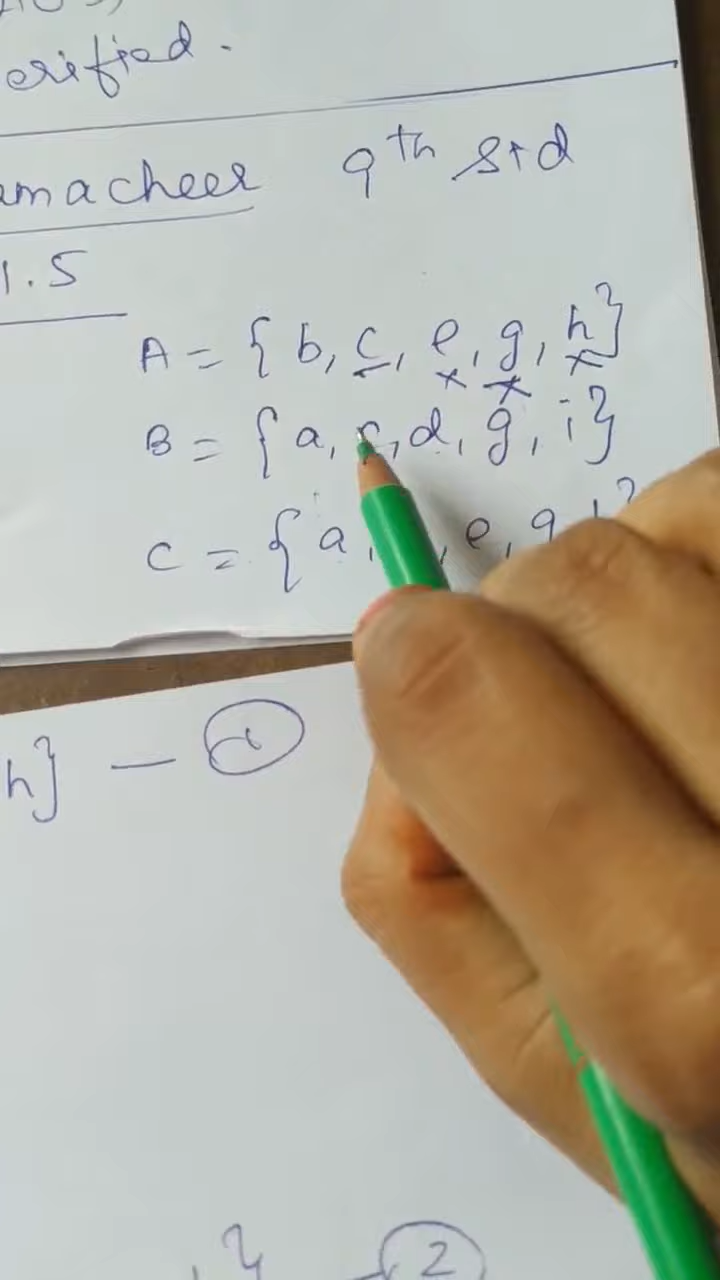 erified.
amacheer 9th std
1.5
A = { b, c, e, g, h}
B = { a, c, d, g, i}
C = { a, e, g
h} — 1
} — 2